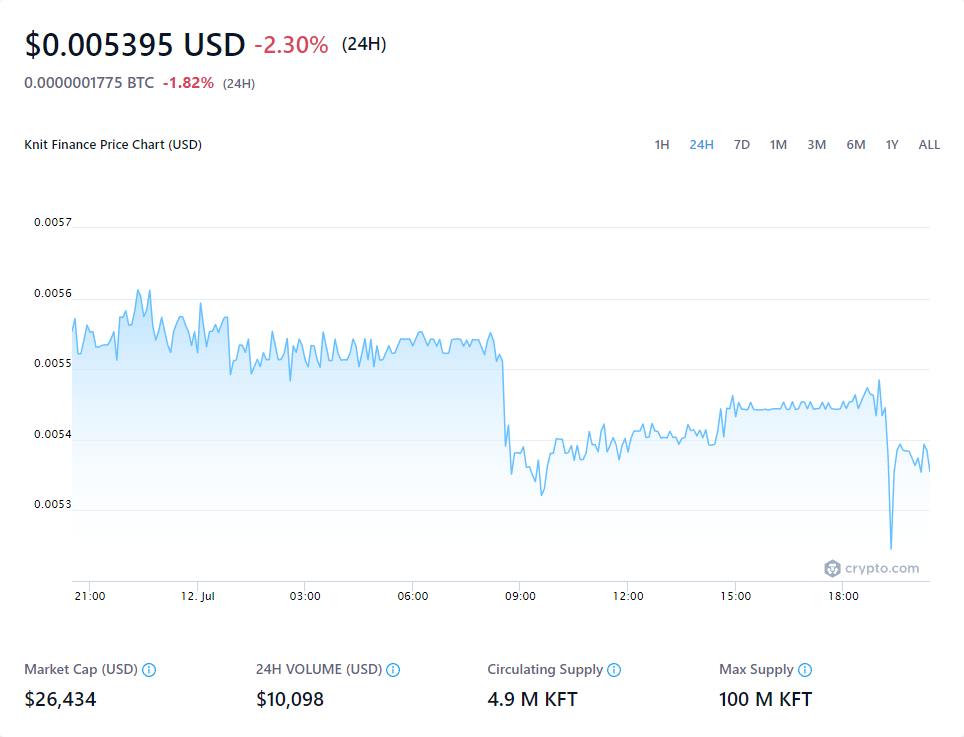 $0.005395 USD -2.30% (24H)
0.0000001775 BTC -1.82% (24H)
Knit Finance Price Chart (USD) 1H 24H 7D 1M 3M 6M 1Y ALL
0.0057
0.0056
0.0055
0.0054
0.0053
crypto.com
21:00 12. Jul 03:00 06:00 09:00 12:00 15:00 18:00
Market Cap (USD) 24H VOLUME (USD) Circulating Supply Max Supply
$26,434 $10,098 4.9 M KFT 100 M KFT